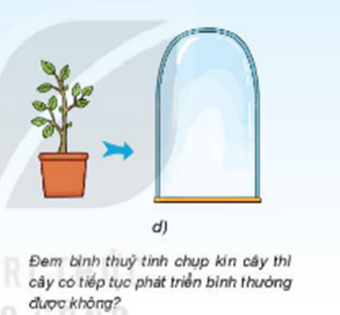 d)
Đem bình thuỷ tinh chụp kín cây thì
cây có tiếp tục phát triển bình thường
được không?